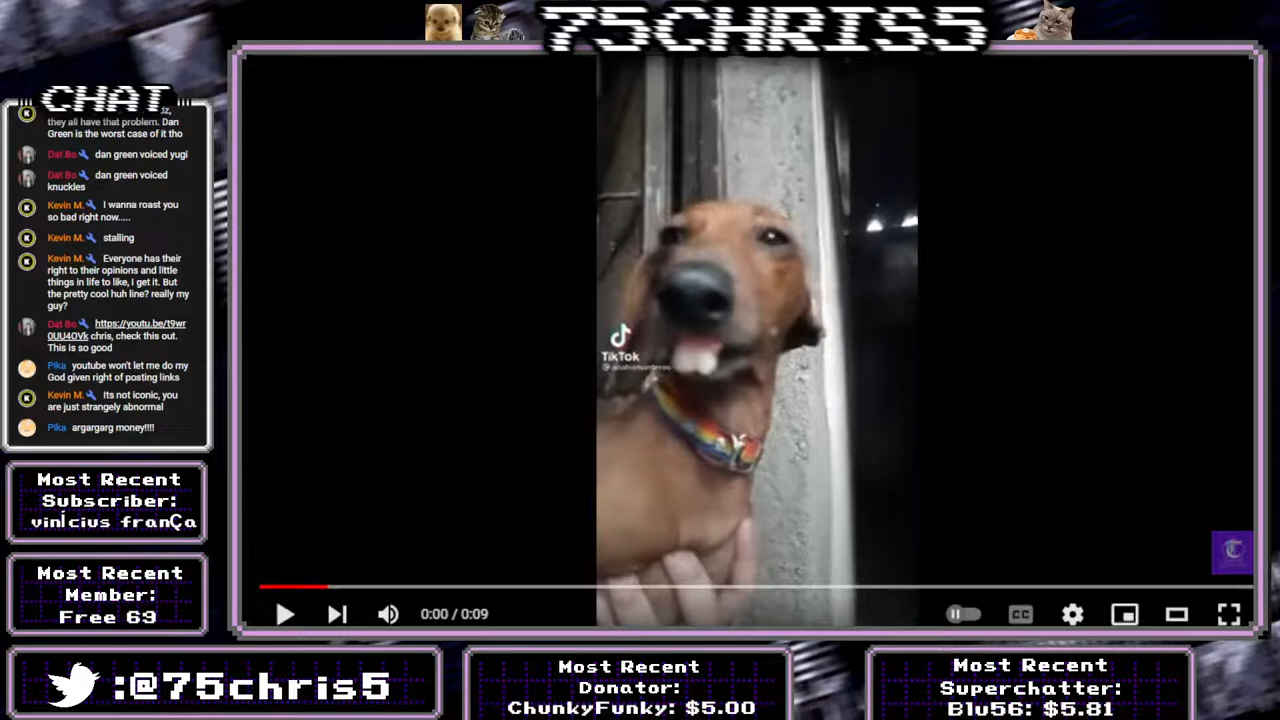 75CHRIS5
CHAT
they all have that problem. Dan
Green is the worst case of it tho
Dat Bo dan green voiced yugi
Dat Bo dan green voiced
knuckles
Kevin M. I wanna roast you
so bad right now.....
Kevin M. stalling
Kevin M. Everyone has their
right to their opinions and little
things in life to like, I get it. But
the pretty cool huh line? really my
guy?
Dat Bo https://youtu.be/t9wr
0UU4OVk chris, check this out.
This is so good
Pika youtube won't let me do my
God given right of posting links
Kevin M. Its not iconic, you
are just strangely abnormal
Pika argargarg money!!!!
Most Recent
Subscriber:
vinícius franÇa
Most Recent
Member:
Free 69
TikTok
0:00 / 0:09
CC
:@75chris5
Most Recent
Donator:
ChunkyFunky: $5.00
Most Recent
Superchatter:
Blu56: $5.81